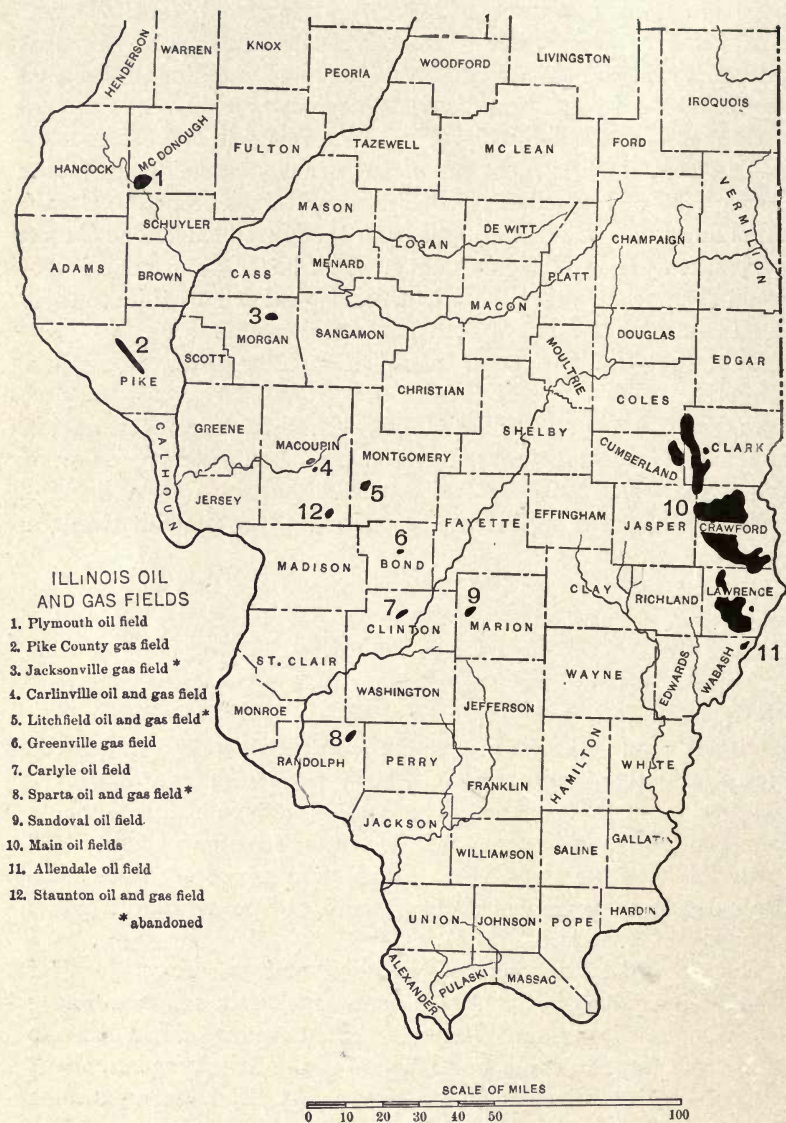 1
HENDERSON
WARREN
KNOX
PEORIA
WOODFORD
LIVINGSTON
IROQUOIS
HANCOCK
MC DONOUGH
1
FULTON
TAZEWELL
MC LEAN
FORD
VERMILION
SCHUYLER
MASON
LOGAN
DE WITT
CHAMPAIGN
ADAMS
BROWN
CASS
MENARD
MACON
PLATT
3
MORGAN
SANGAMON
DOUGLAS
EDGAR
2
PIKE
SCOTT
CHRISTIAN
MOULTRIE
COLES
CALHOUN
GREENE
MACOUPIN
4
MONTGOMERY
SHELBY
CUMBERLAND
CLARK
JERSEY
12
5
FAYETTE
EFFINGHAM
JASPER
10
CRAWFORD
MADISON
6
BOND
CLAY
RICHLAND
LAWRENCE
7
CLINTON
9
MARION
11
ST. CLAIR
WAYNE
EDWARDS
WABASH
MONROE
WASHINGTON
JEFFERSON
8
RANDOLPH
PERRY
FRANKLIN
HAMILTON
WHITE
JACKSON
WILLIAMSON
SALINE
GALLATIN
UNION
JOHNSON
POPE
HARDIN
ALEXANDER
PULASKI
MASSAC
ILLINOIS OIL
AND GAS FIELDS
1. Plymouth oil field
2. Pike County gas field
3. Jacksonville gas field*
4. Carlinville oil and gas field
5. Litchfield oil and gas field*
6. Greenville gas field
7. Carlyle oil field
8. Sparta oil and gas field*
9. Sandoval oil field
10. Main oil fields
11. Allendale oil field
12. Staunton oil and gas field
*abandoned
SCALE OF MILES
0 10 20 30 40 50 100